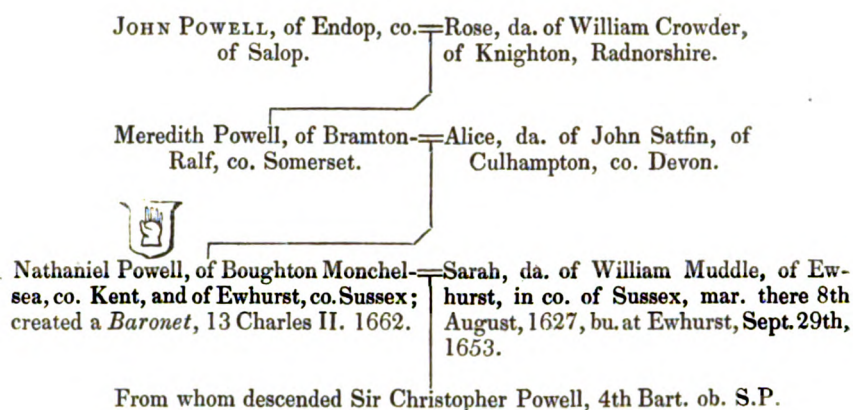 JOHN POWELL, of Endop, co.
of Salop.
Rose, da. of William Crowder,
of Knighton, Radnorshire.
Meredith Powell, of Bramton-
Ralf, co. Somerset.
Alice, da. of John Satfin, of
Culhampton, co. Devon.
Nathaniel Powell, of Boughton Monchel-
sea, co. Kent, and of Ewhurst, co. Sussex;
created a Baronet, 13 Charles II. 1662.
Sarah, da. of William Muddle, of Ew-
hurst, in co. of Sussex, mar. there 8th
August, 1627, bu. at Ewhurst, Sept. 29th,
1653.
From whom descended Sir Christopher Powell, 4th Bart. ob. S.P.